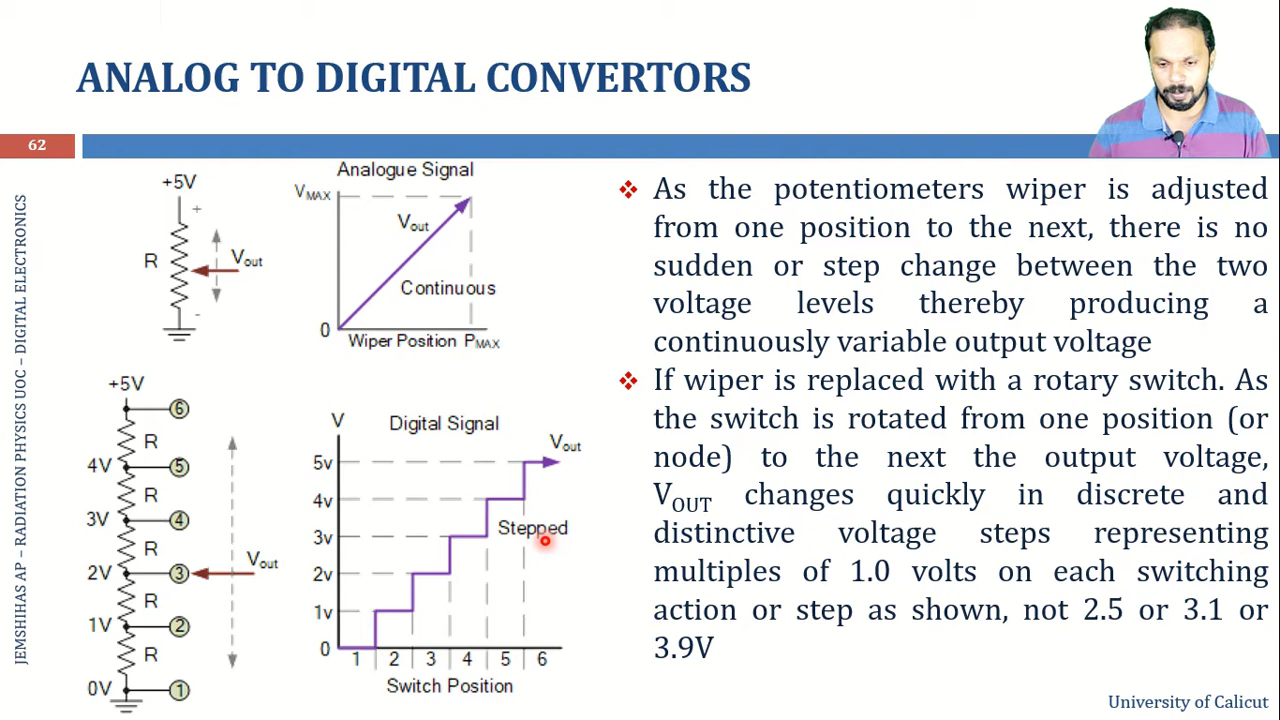 ANALOG TO DIGITAL CONVERTORS
62
JEMSHIHAS AP – RADIATION PHYSICS UOC – DIGITAL ELECTRONICS
+5V
+
R
Vout
-
Analogue Signal
VMAX
Vout
Continuous
0
Wiper Position PMAX
+5V
6
R
4V
5
R
3V
4
R
Vout
2V
3
R
1V
2
R
0V
1
V
Digital Signal
Vout
5v
4v
Stepped
3v
2v
1v
0
1 2 3 4 5 6
Switch Position
❖ As the potentiometers wiper is adjusted
from one position to the next, there is no
sudden or step change between the two
voltage levels thereby producing a
continuously variable output voltage
❖ If wiper is replaced with a rotary switch. As
the switch is rotated from one position (or
node) to the next the output voltage,
VOUT changes quickly in discrete and
distinctive voltage steps representing
multiples of 1.0 volts on each switching
action or step as shown, not 2.5 or 3.1 or
3.9V
University of Calicut